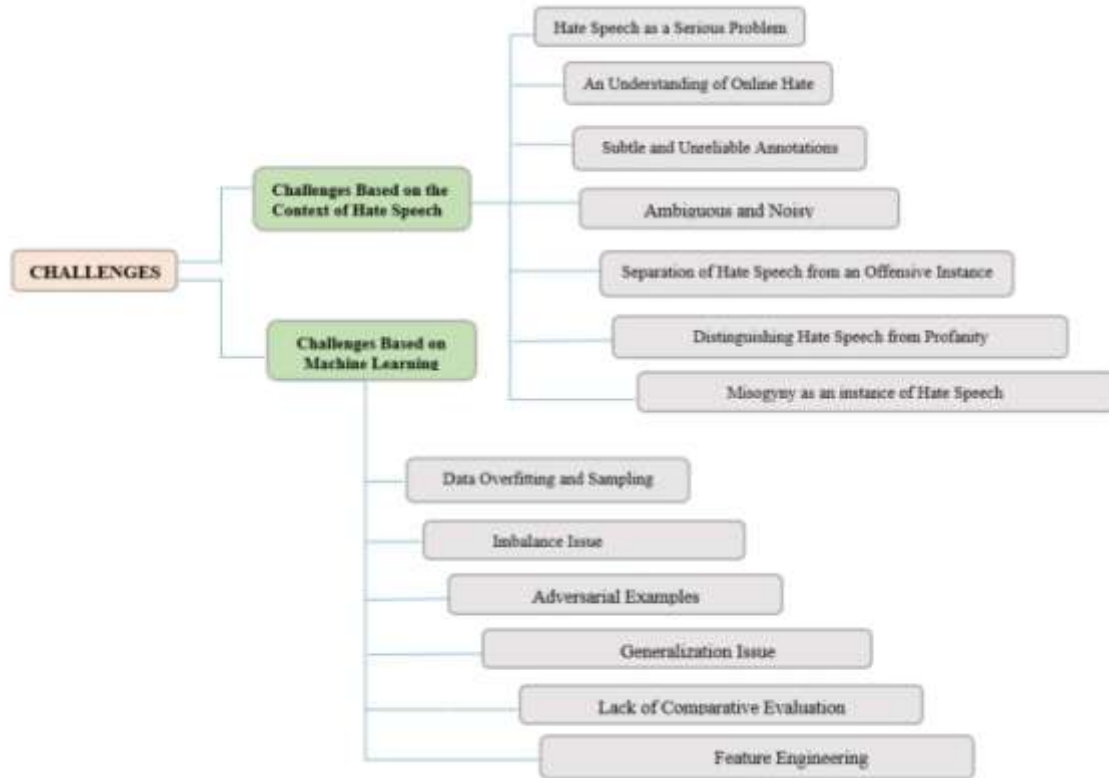 Hate Speech as a Serious Problem
An Understanding of Online Hate
Subtle and Unreliable Annotations
Challenges Based on the
Context of Hate Speech
Ambiguous and Noisy
CHALLENGES
Separation of Hate Speech from an Offensive Instance
Challenges Based on
Machine Learning
Distinguishing Hate Speech from Profanity
Misogyny as an instance of Hate Speech
Data Overfitting and Sampling
Imbalance Issue
Adversarial Examples
Generalization Issue
Lack of Comparative Evaluation
Feature Engineering